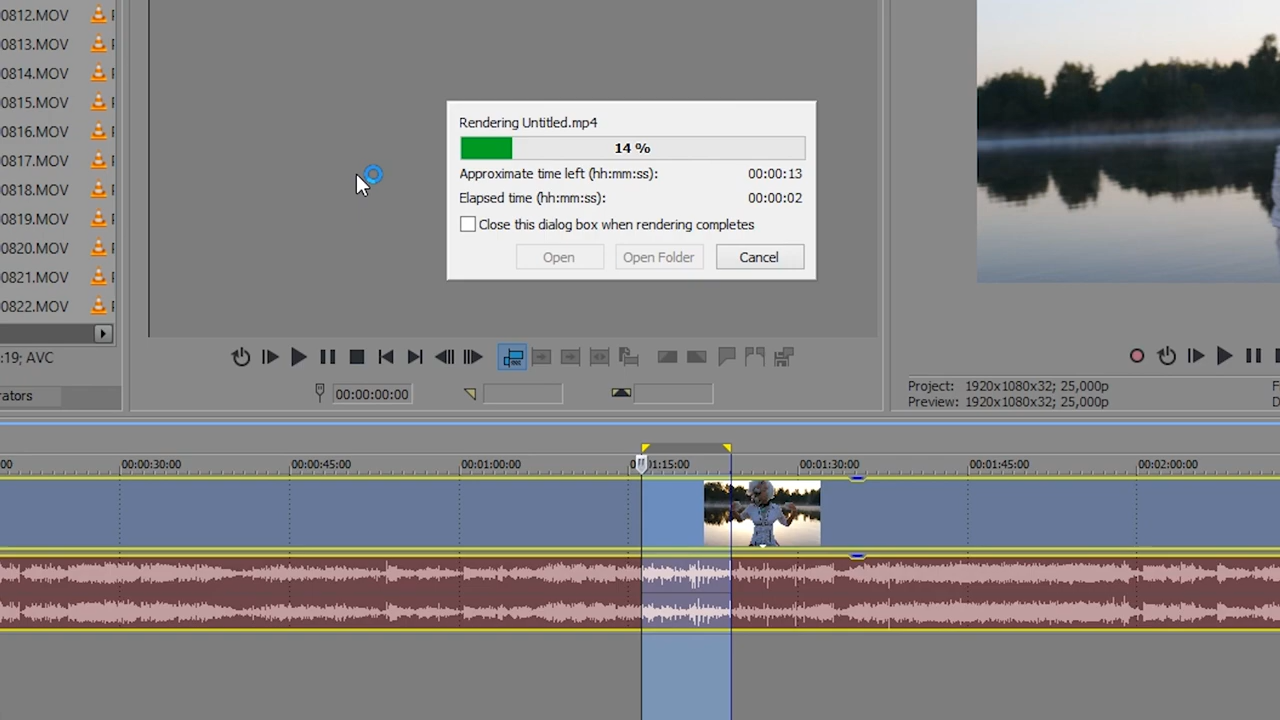 0812.MOV
0813.MOV
0814.MOV
0815.MOV
0816.MOV
0817.MOV
0818.MOV
0819.MOV
0820.MOV
0821.MOV
0822.MOV
:19; AVC
rators
Rendering Untitled.mp4
14 %
Approximate time left (hh:mm:ss): 00:00:13
Elapsed time (hh:mm:ss): 00:00:02
Close this dialog box when rendering completes
Open Open Folder Cancel
00:00:00:00
Project: 1920x1080x32; 25,000p
Preview: 1920x1080x32; 25,000p
00 00:00:30:00 00:00:45:00 00:01:00:00 01:15:00 00:01:30:00 00:01:45:00 00:02:00:00